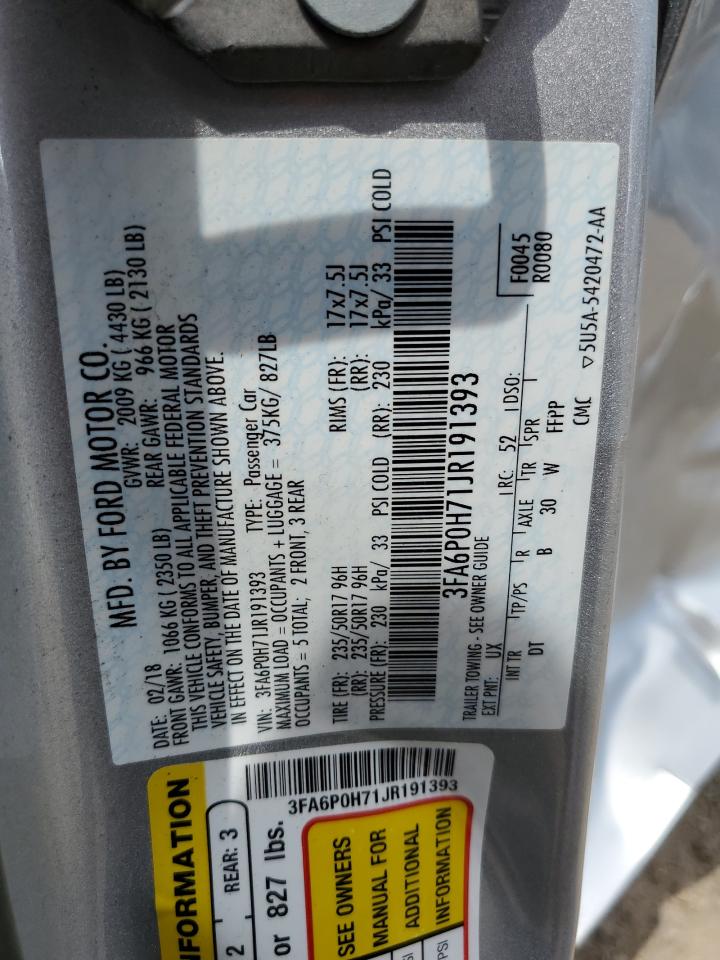 MFD. BY FORD MOTOR CO.
DATE: 02/18 GVWR: 2009 KG ( 4430 LB)
FRONT GAWR: 1066 KG ( 2350 LB) REAR GAWR: 966 KG ( 2130 LB)
THIS VEHICLE CONFORMS TO ALL APPLICABLE FEDERAL MOTOR
VEHICLE SAFETY, BUMPER, AND THEFT PREVENTION STANDARDS
IN EFFECT ON THE DATE OF MANUFACTURE SHOWN ABOVE.
VIN: 3FA6P0H71JR191393 TYPE: Passenger Car
MAXIMUM LOAD = OCCUPANTS + LUGGAGE = 375KG/ 827LB
OCCUPANTS = 5 TOTAL; 2 FRONT, 3 REAR
TIRE (FR): 235/50R17 96H RIMS (FR): 17x7.5J
(RR): 235/50R17 96H (RR): 17x7.5J
PRESSURE (FR): 230 kPa/ 33 PSI COLD (RR): 230 kPa/ 33 PSI COLD
3FA6P0H71JR191393
TRAILER TOWING - SEE OWNER GUIDE
EXT PNT: UX RC: 52 DSO: F0045
R0080
INT TR TP/PS R AXLE TR SPR
DT B 30 W FFPP
CMC ▽5U5A-5420472-AA
NFORMATION
2 REAR: 3
or 827 lbs.
3FA6P0H71JR191393
SEE OWNERS
MANUAL FOR
ADDITIONAL
INFORMATION
PSI